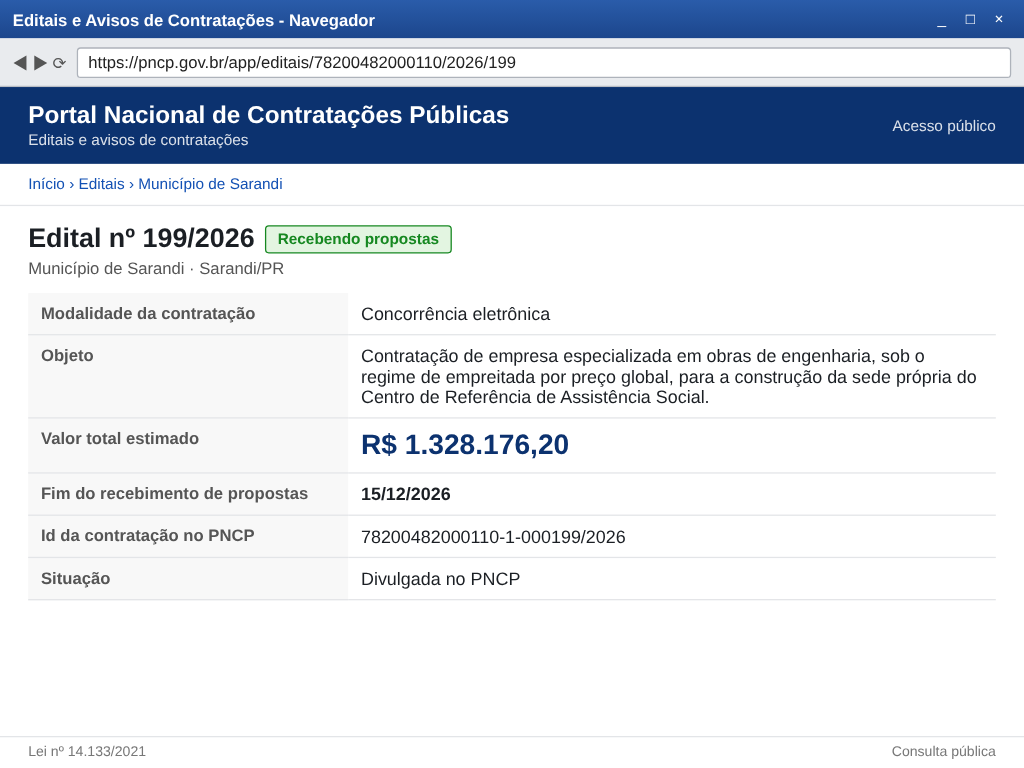 Editais e Avisos de Contratações - Navegador
https://pncp.gov.br/app/editais/78200482000110/2026/199
Portal Nacional de Contratações Públicas
Editais e avisos de contratações
Acesso público
Início › Editais › Município de Sarandi
Edital nº 199/2026 Recebendo propostas
Município de Sarandi · Sarandi/PR
Modalidade da contratação Concorrência eletrônica
Objeto Contratação de empresa especializada em obras de engenharia, sob o
regime de empreitada por preço global, para a construção da sede própria do
Centro de Referência de Assistência Social.
Valor total estimado R$ 1.328.176,20
Fim do recebimento de propostas 15/12/2026
Id da contratação no PNCP 78200482000110-1-000199/2026
Situação Divulgada no PNCP
Lei nº 14.133/2021 Consulta pública